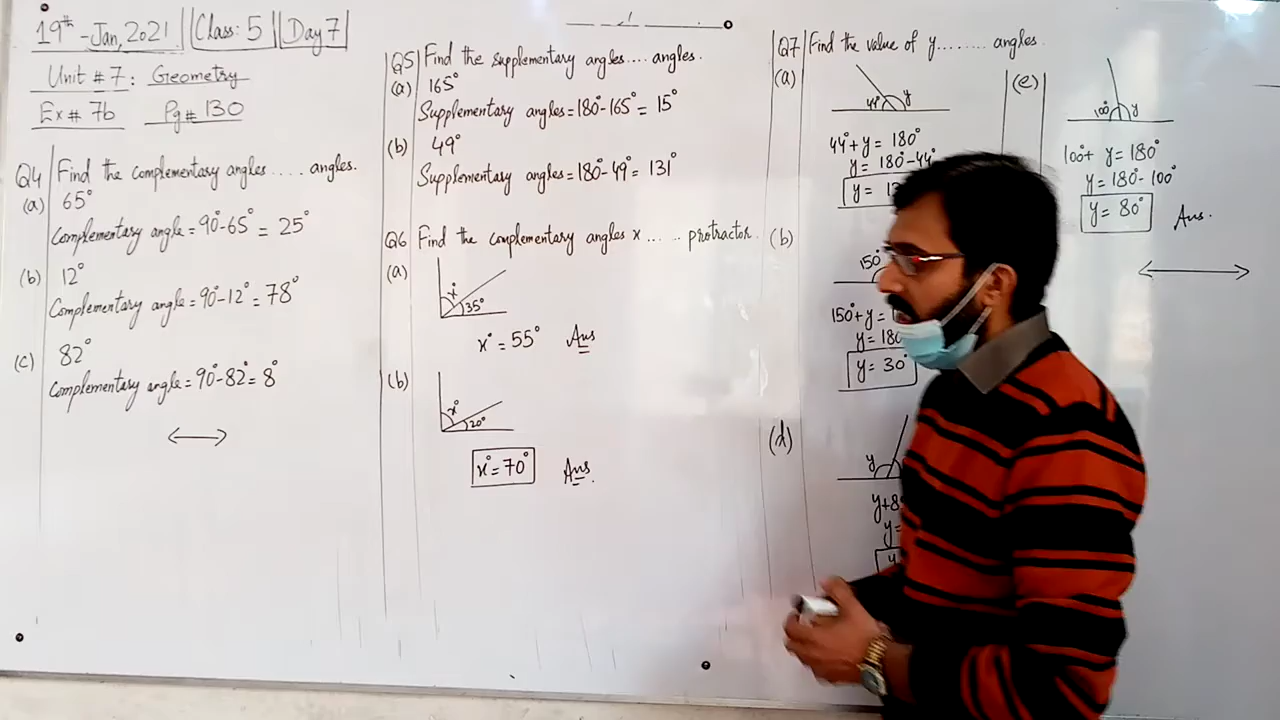 19th-Jan, 2021 Class: 5 Day 7
Unit # 7: Geometry
Ex# 7b Pg# 130
Q4 Find the complementary angles .... angles.
(a) 65°
Complementary angle = 90°-65° = 25°
(b) 12°
Complementary angle = 90°-12° = 78°
(c) 82°
Complementary angle = 90°-82° = 8°
Q5 Find the supplementary angles.... angles.
(a) 165°
Supplementary angles = 180°-165° = 15°
(b) 49°
Supplementary angles = 180°-49° = 131°
Q6 Find the complementary angles x ..... protractor.
(a)
x° 35°
x° = 55° Ans
(b)
x° 20°
x° = 70° Ans.
Q7 Find the value of y........ angles.
(a)
44° y
44°+y = 180°
y = 180°-44°
y =
(b)
150°
150°+y =
y =
y = 30°
(d)
y
y+
y=
(e)
100° y
100°+ y = 180°
y = 180°- 100°
y = 80° Ans.